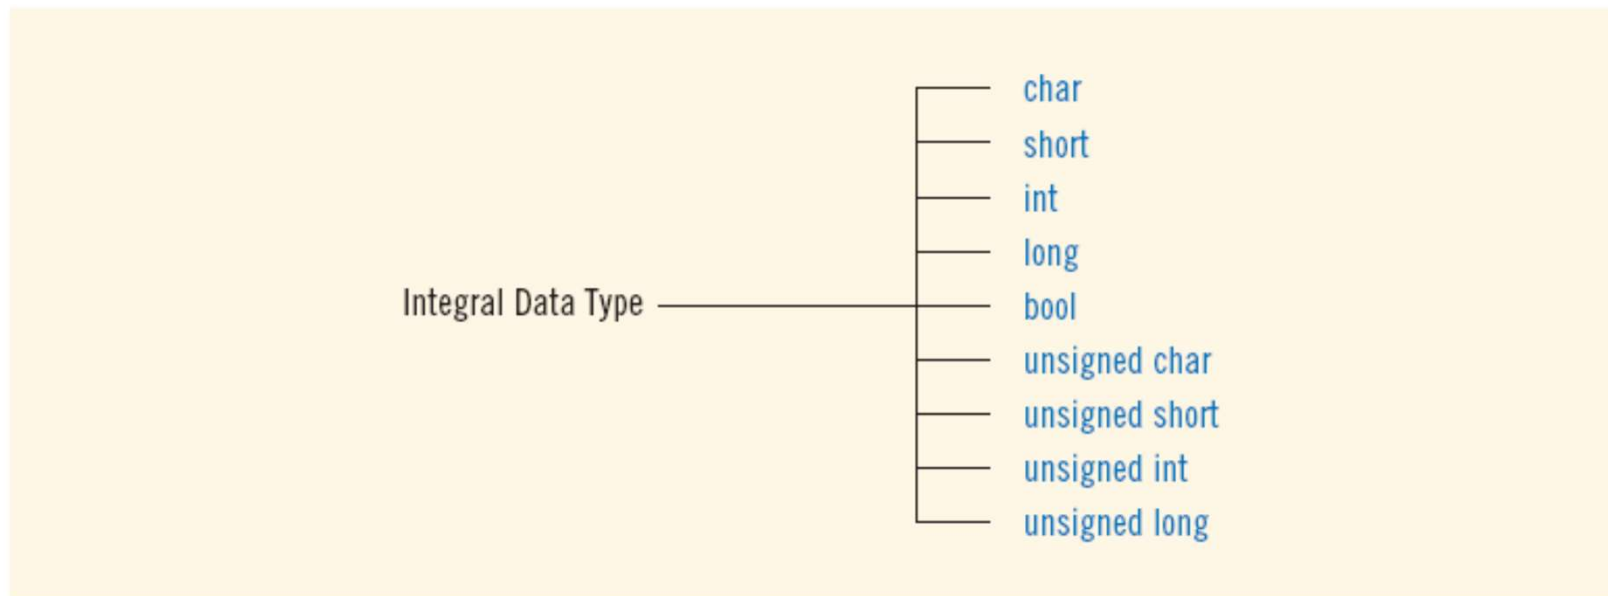 char
short
int
long
Integral Data Type
bool
unsigned char
unsigned short
unsigned int
unsigned long